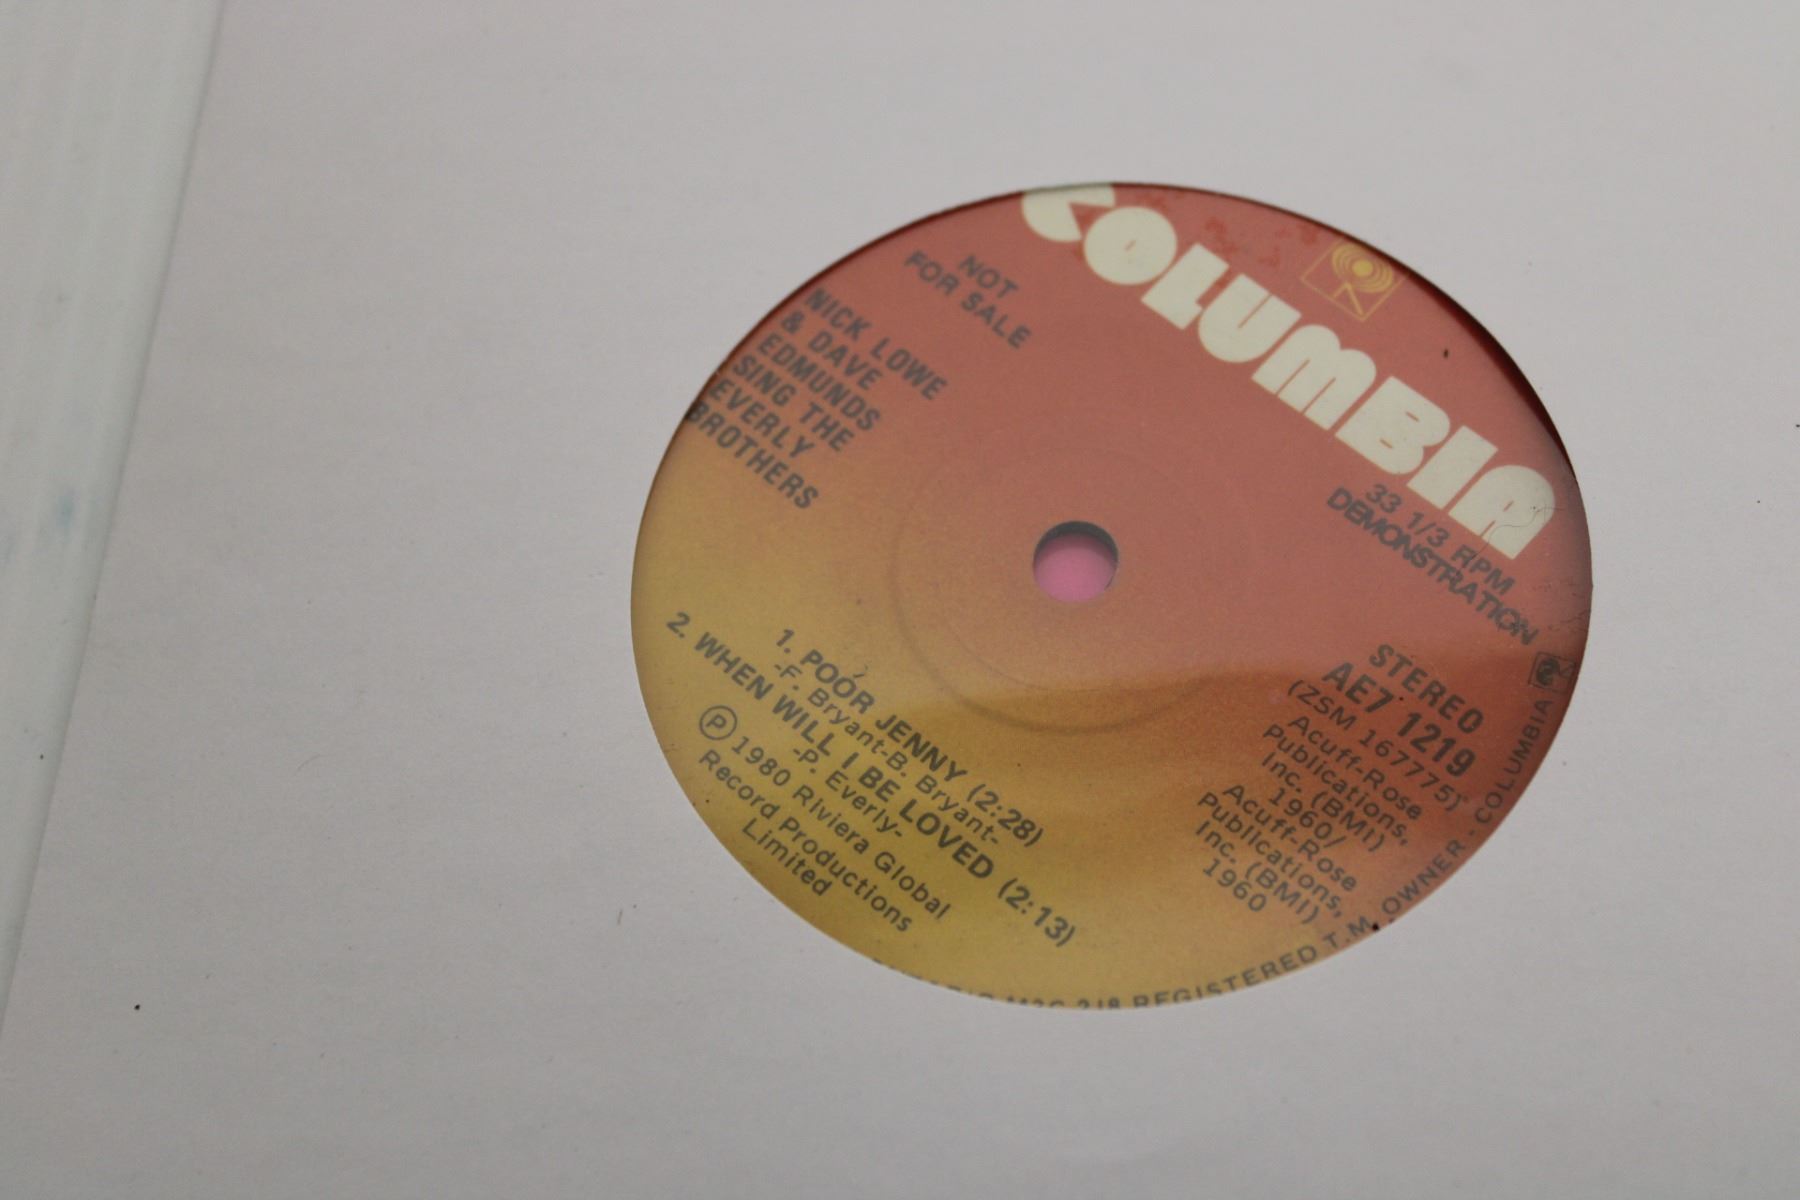 COLUMBIA
NOT
FOR SALE
NICK LOWE
& DAVE
EDMUNDS
SING THE
EVERLY
BROTHERS
33 1/3 RPM
DEMONSTRATION
STEREO
AE7 1219
(ZSM 167775)
Acuff-Rose
Publications,
Inc. (BMI)
1960/
Acuff-Rose
Publications,
Inc. (BMI)
1960
1. POOR JENNY (2:28)
-F. Bryant-B. Bryant-
2. WHEN WILL I BE LOVED (2:13)
-P. Everly-
Ⓟ 1980 Riviera Global
Record Productions
Limited
REGISTERED T.M. OWNER. COLUMBIA